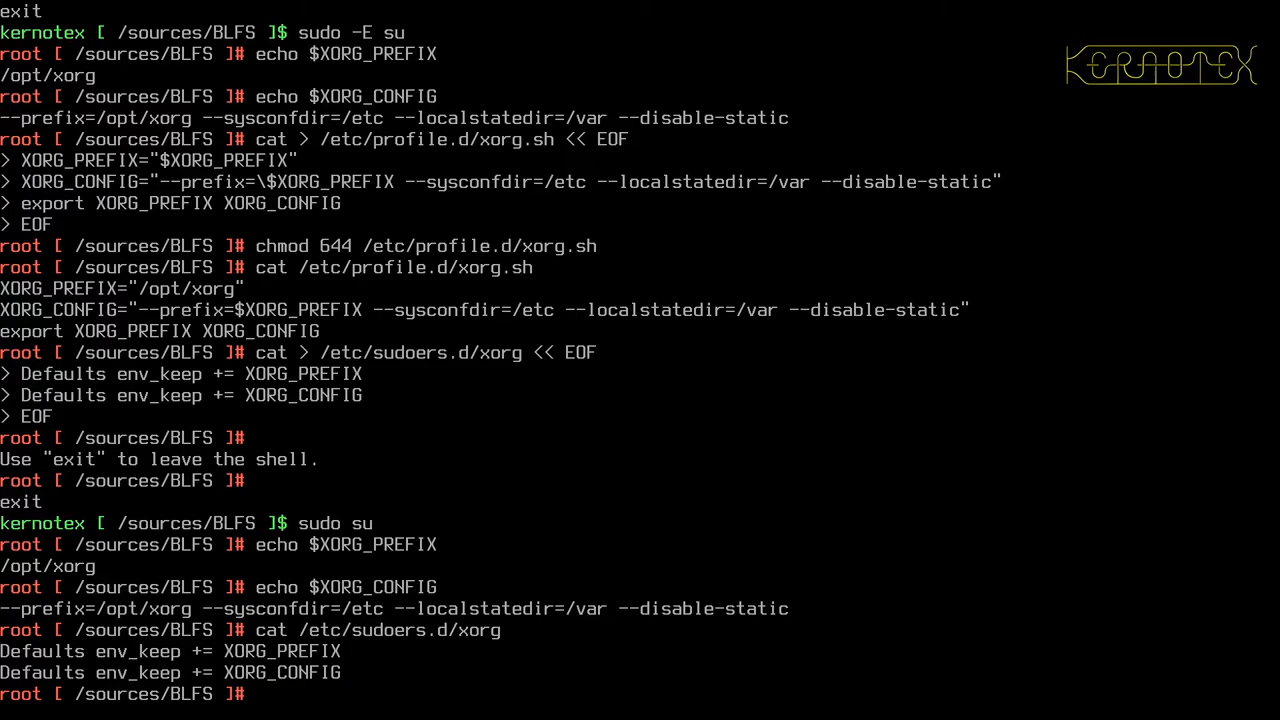 exit
kernotex [ /sources/BLFS ]$ sudo -E su
root [ /sources/BLFS ]# echo $XORG_PREFIX
/opt/xorg
root [ /sources/BLFS ]# echo $XORG_CONFIG
--prefix=/opt/xorg --sysconfdir=/etc --localstatedir=/var --disable-static
root [ /sources/BLFS ]# cat > /etc/profile.d/xorg.sh << EOF
> XORG_PREFIX="$XORG_PREFIX"
> XORG_CONFIG="--prefix=\$XORG_PREFIX --sysconfdir=/etc --localstatedir=/var --disable-static"
> export XORG_PREFIX XORG_CONFIG
> EOF
root [ /sources/BLFS ]# chmod 644 /etc/profile.d/xorg.sh
root [ /sources/BLFS ]# cat /etc/profile.d/xorg.sh
XORG_PREFIX="/opt/xorg"
XORG_CONFIG="--prefix=$XORG_PREFIX --sysconfdir=/etc --localstatedir=/var --disable-static"
export XORG_PREFIX XORG_CONFIG
root [ /sources/BLFS ]# cat > /etc/sudoers.d/xorg << EOF
> Defaults env_keep += XORG_PREFIX
> Defaults env_keep += XORG_CONFIG
> EOF
root [ /sources/BLFS ]#
Use "exit" to leave the shell.
root [ /sources/BLFS ]#
exit
kernotex [ /sources/BLFS ]$ sudo su
root [ /sources/BLFS ]# echo $XORG_PREFIX
/opt/xorg
root [ /sources/BLFS ]# echo $XORG_CONFIG
--prefix=/opt/xorg --sysconfdir=/etc --localstatedir=/var --disable-static
root [ /sources/BLFS ]# cat /etc/sudoers.d/xorg
Defaults env_keep += XORG_PREFIX
Defaults env_keep += XORG_CONFIG
root [ /sources/BLFS ]#
KERNOTEX